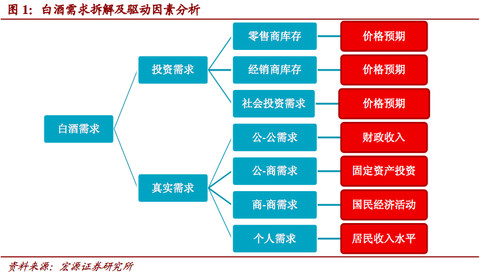 图 1：白酒需求拆解及驱动因素分析
零售商库存
价格预期
投资需求
经销商库存
价格预期
社会投资需求
价格预期
白酒需求
公-公需求
财政收入
真实需求
公-商需求
固定资产投资
商-商需求
国民经济活动
个人需求
居民收入水平
资料来源：宏源证券研究所